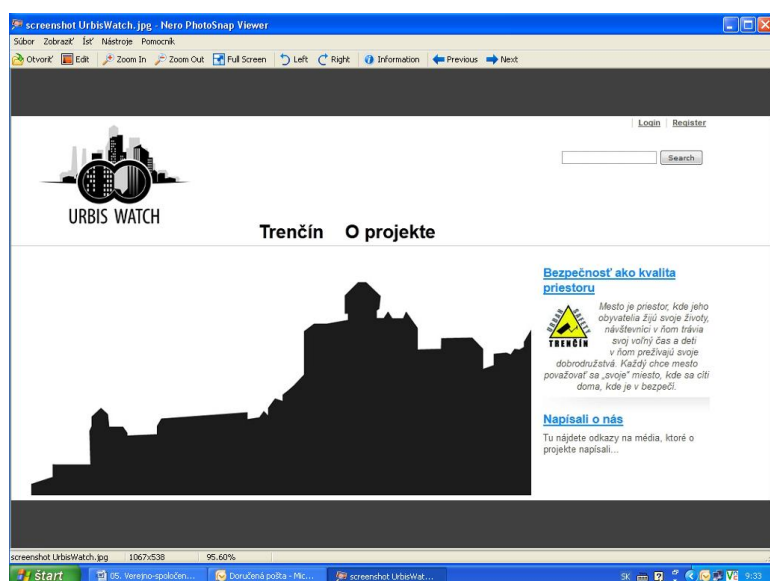 screenshot UrbisWatch.jpg - Nero PhotoSnap Viewer
Súbor Zobraziť Ísť Nástroje Pomocník
Otvoriť Edit Zoom In Zoom Out Full Screen Left Right Information Previous Next
Login Register
Search
URBIS WATCH
Trenčín O projekte
Bezpečnosť ako kvalita
priestoru
URBAN SAFETY
TRENČÍN
Mesto je priestor, kde jeho
obyvatelia žijú svoje životy,
návštevníci v ňom trávia
svoj voľný čas a deti
v ňom prežívajú svoje
dobrodružstvá. Každý chce mesto
považovať sa „svoje" miesto, kde sa cíti
doma, kde je v bezpečí.
Napísali o nás
Tu nájdete odkazy na média, ktoré o
projekte napísali...
screenshot UrbisWatch.jpg 1067x538 95.60%
štart 05. Verejno-spoločen... Doručená pošta - Mic... screenshot UrbisWat... SK 9:33